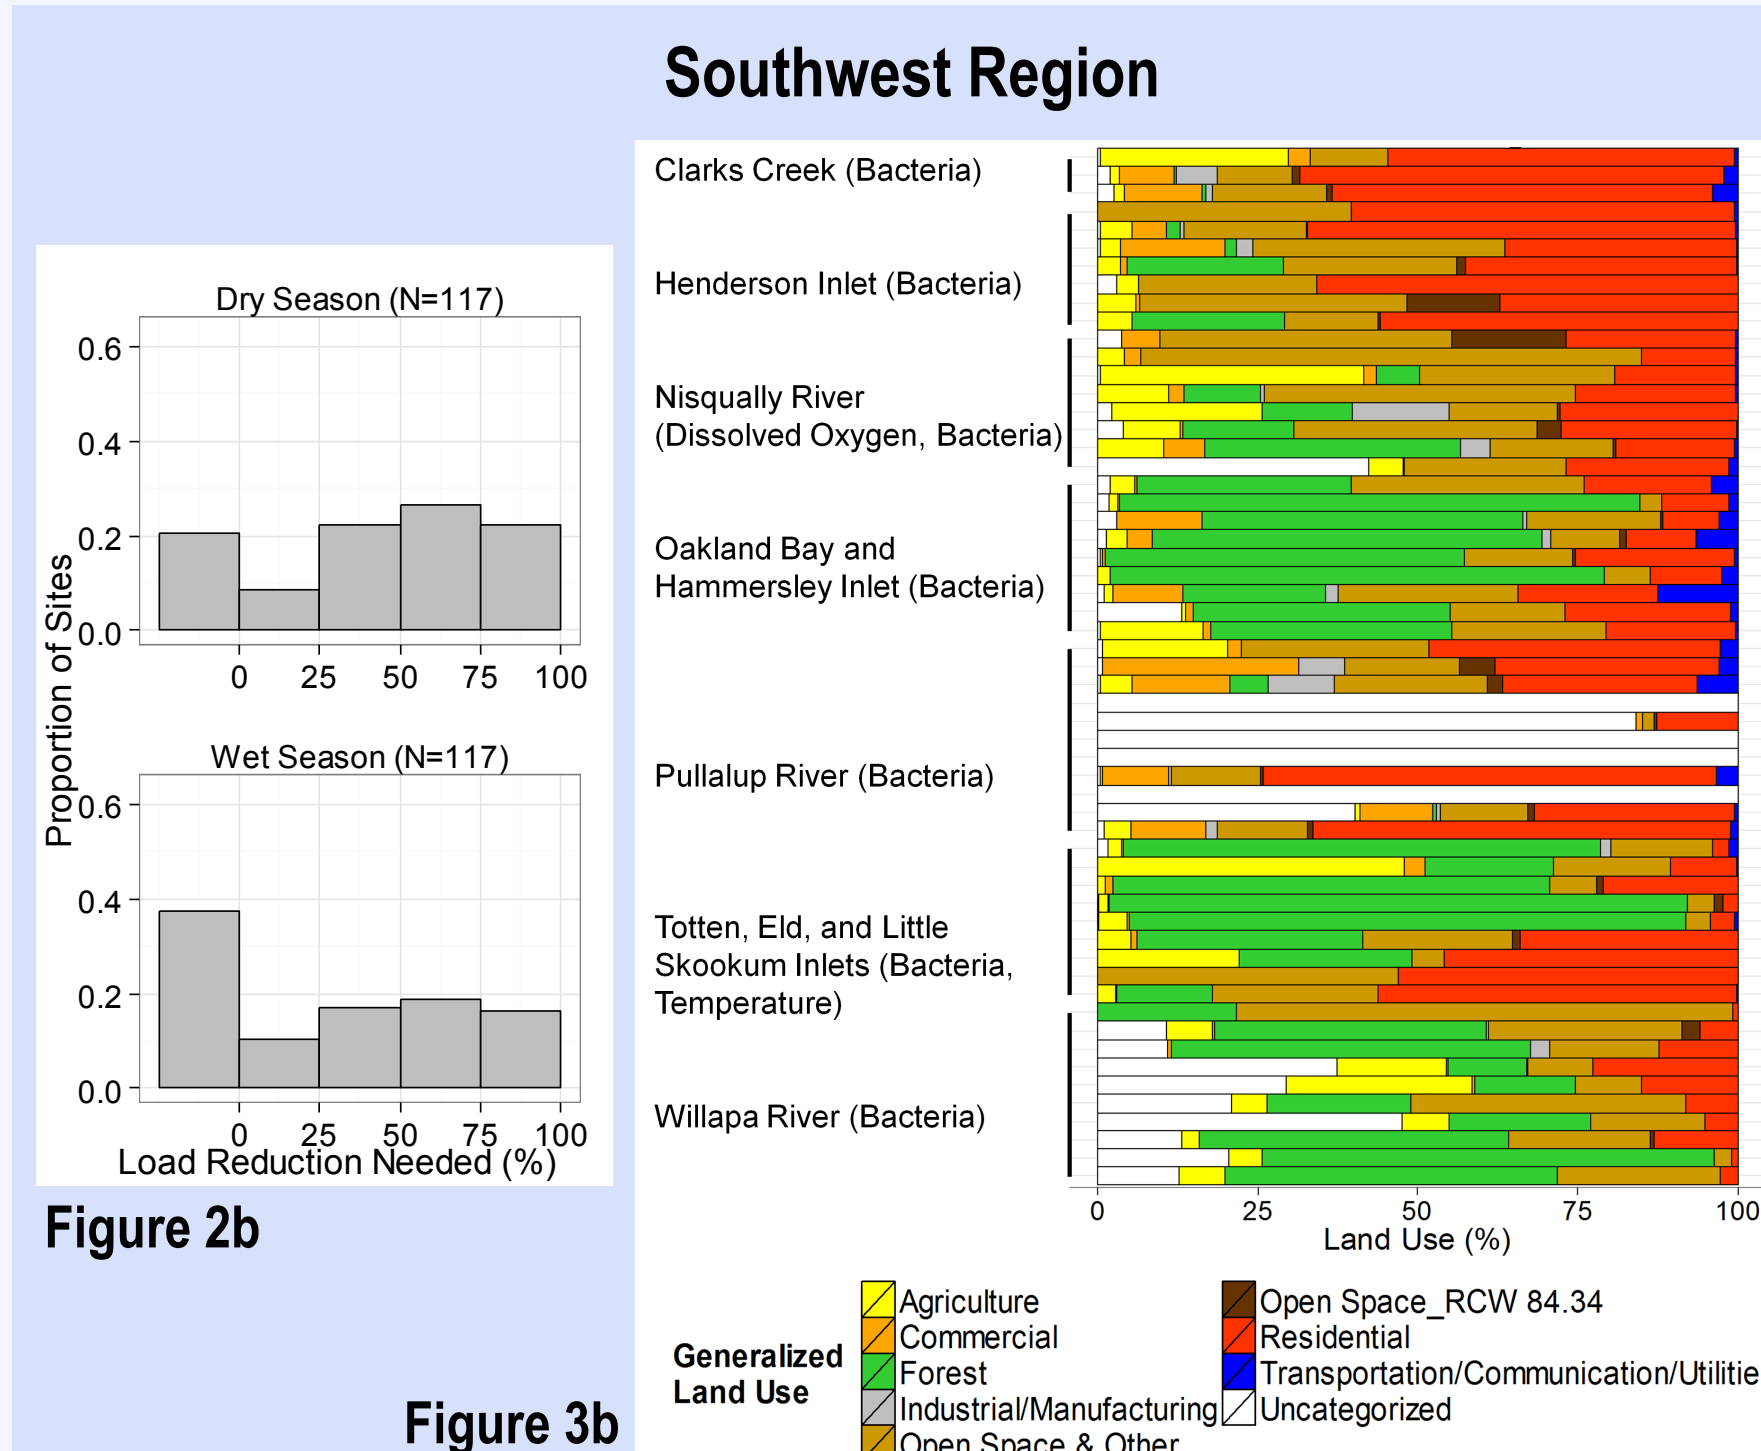 Southwest Region
Dry Season (N=117)
0.6
0.4
0.2
0.0
0 25 50 75 100
Proportion of Sites
Wet Season (N=117)
0.6
0.4
0.2
0.0
0 25 50 75 100
Load Reduction Needed (%)
Figure 2b
Clarks Creek (Bacteria)
Henderson Inlet (Bacteria)
Nisqually River
(Dissolved Oxygen, Bacteria)
Oakland Bay and
Hammersley Inlet (Bacteria)
Pullalup River (Bacteria)
Totten, Eld, and Little
Skookum Inlets (Bacteria,
Temperature)
Willapa River (Bacteria)
0 25 50 75 100
Land Use (%)
Generalized
Land Use
Agriculture
Commercial
Forest
Industrial/Manufacturing
Open Space & Other
Open Space_RCW 84.34
Residential
Transportation/Communication/Utilitie
Uncategorized
Figure 3b